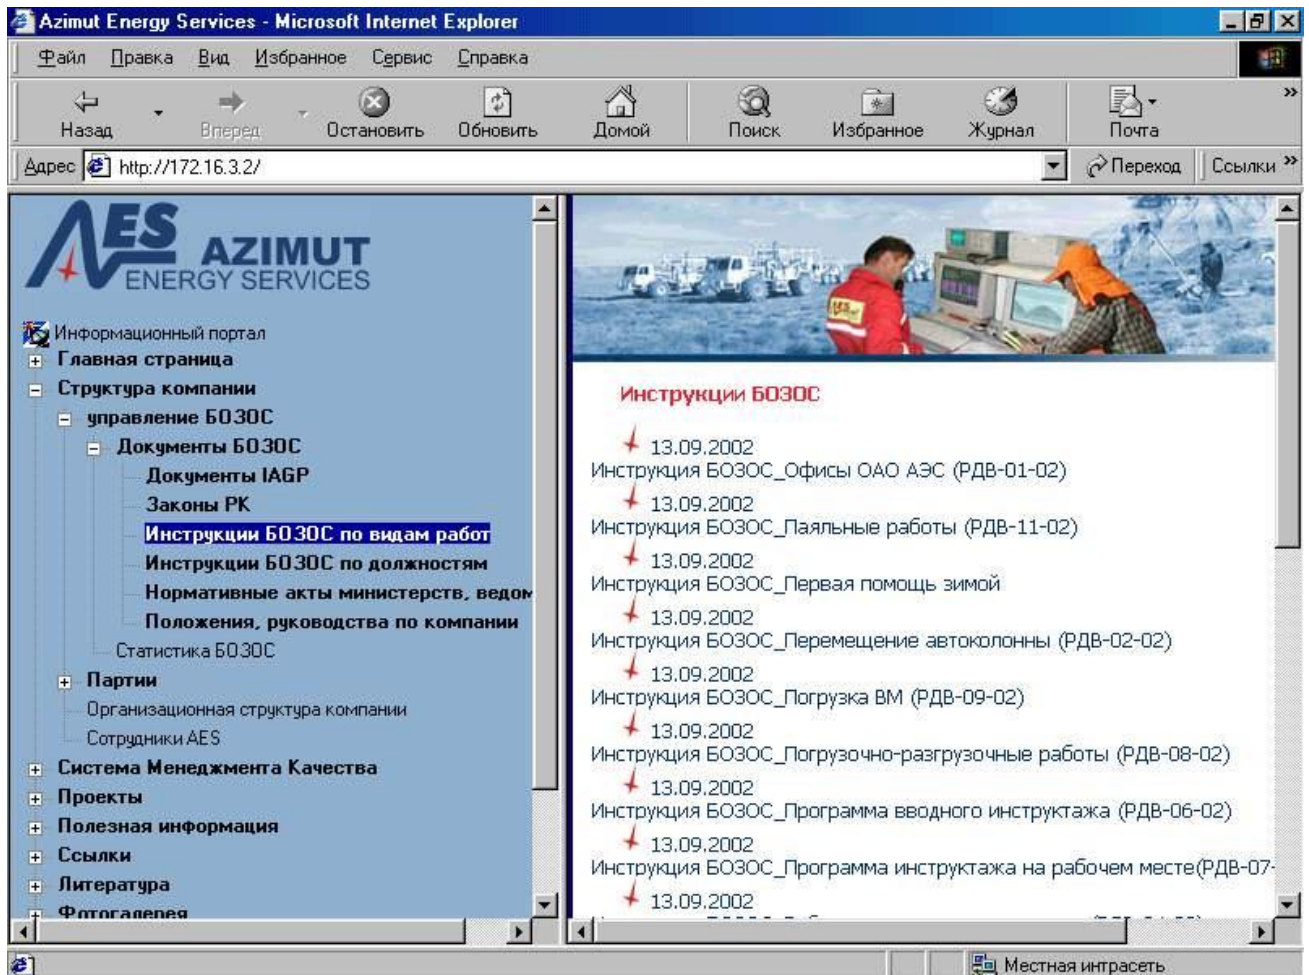 Azimut Energy Services - Microsoft Internet Explorer
Файл Правка Вид Избранное Сервис Справка
Назад Вперед Остановить Обновить Домой Поиск Избранное Журнал Почта »
Адрес http://172.16.3.2/ Переход Ссылки »
AES AZIMUT
ENERGY SERVICES
Информационный портал
Главная страница
Структура компании
управление БОЗОС
Документы БОЗОС
Документы IAGP
Законы РК
Инструкции БОЗОС по видам работ
Инструкции БОЗОС по должностям
Нормативные акты министерств, ведом
Положения, руководства по компании
Статистика БОЗОС
Партии
Организационная структура компании
Сотрудники AES
Система Менеджмента Качества
Проекты
Полезная информация
Ссылки
Литература
Фотогалерея
AES
Инструкции БОЗОС
13.09.2002
Инструкция БОЗОС_Офисы ОАО АЭС (РДВ-01-02)
13.09.2002
Инструкция БОЗОС_Паяльные работы (РДВ-11-02)
13.09.2002
Инструкция БОЗОС_Первая помощь зимой
13.09.2002
Инструкция БОЗОС_Перемещение автоколонны (РДВ-02-02)
13.09.2002
Инструкция БОЗОС_Погрузка ВМ (РДВ-09-02)
13.09.2002
Инструкция БОЗОС_Погрузочно-разгрузочные работы (РДВ-08-02)
13.09.2002
Инструкция БОЗОС_Программа вводного инструктажа (РДВ-06-02)
13.09.2002
Инструкция БОЗОС_Программа инструктажа на рабочем месте(РДВ-07-
13.09.2002
Местная интрасеть